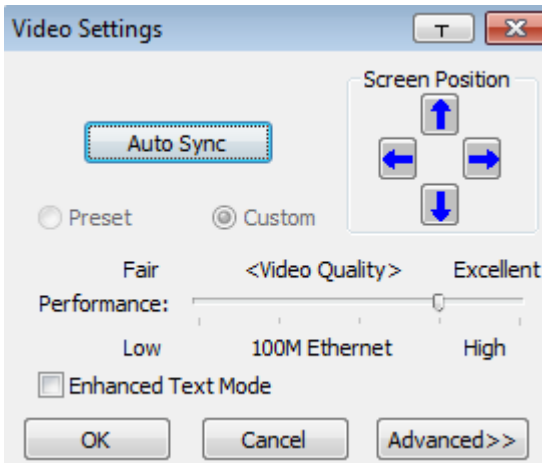 Video Settings
T
Screen Position
Auto Sync
Preset
Custom
Fair <Video Quality> Excellent
Performance:
Low 100M Ethernet High
Enhanced Text Mode
OK Cancel Advanced>>